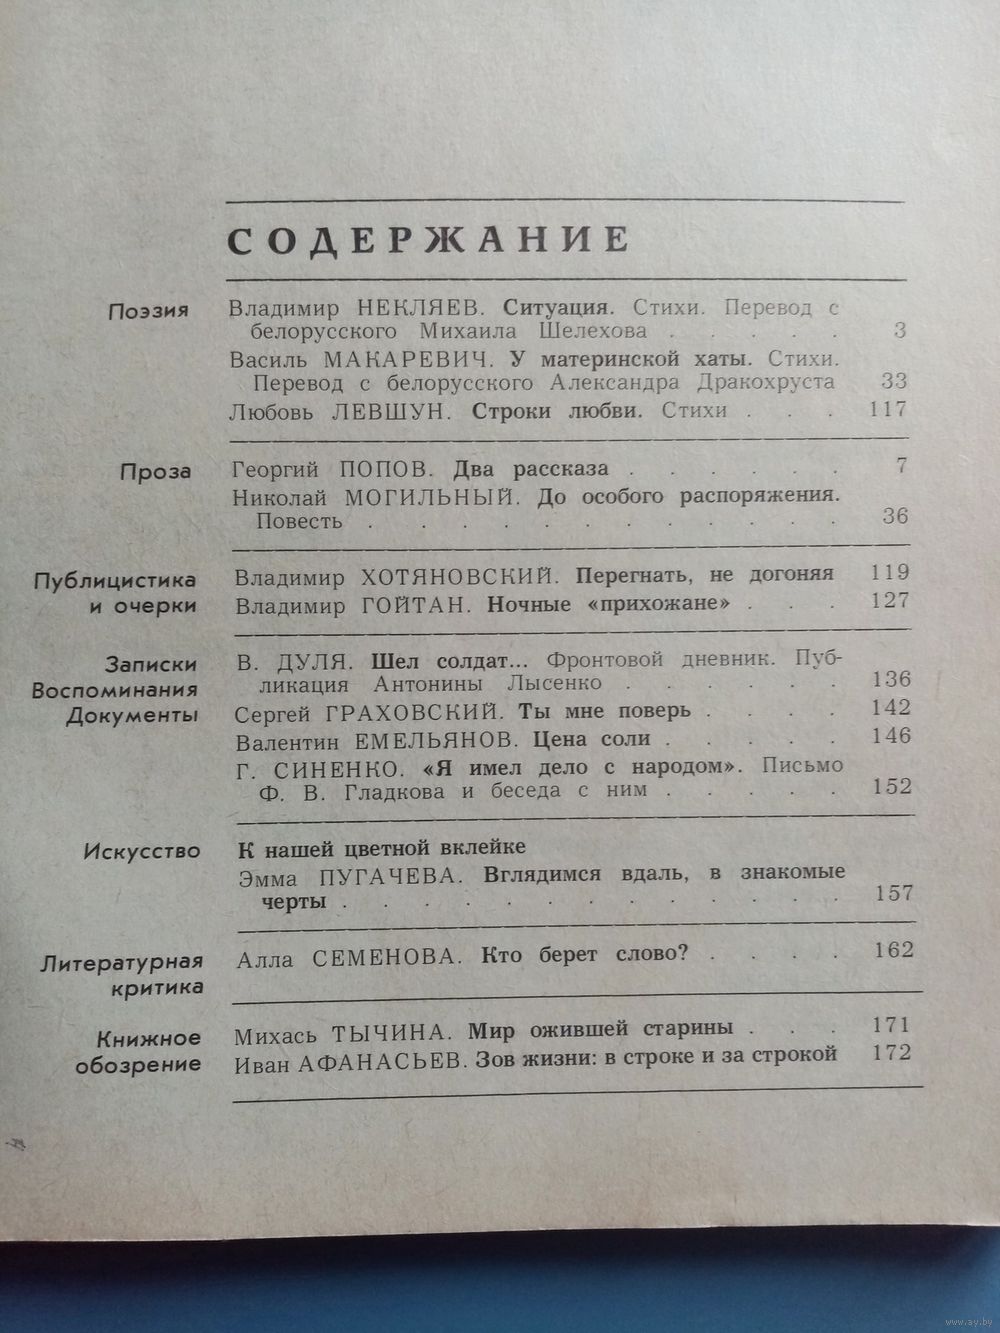 СОДЕРЖАНИЕ
Поэзия
Владимир НЕКЛЯЕВ. Ситуация. Стихи. Перевод с
белорусского Михаила Шелехова . . . . . 3
Василь МАКАРЕВИЧ. У материнской хаты. Стихи.
Перевод с белорусского Александра Дракохруста 33
Любовь ЛЕВШУН. Строки любви. Стихи . . . 117
Проза
Георгий ПОПОВ. Два рассказа . . . . . . 7
Николай МОГИЛЬНЫЙ. До особого распоряжения.
Повесть . . . . . . . . . . . 36
Публицистика
и очерки
Владимир ХОТЯНОВСКИЙ. Перегнать, не догоняя 119
Владимир ГОЙТАН. Ночные «прихожане» . . . 127
Записки
Воспоминания
Документы
В. ДУЛЯ. Шел солдат... Фронтовой дневник. Пуб-
ликация Антонины Лысенко . . . . . 136
Сергей ГРАХОВСКИЙ. Ты мне поверь . . . . 142
Валентин ЕМЕЛЬЯНОВ. Цена соли . . . . . 146
Г. СИНЕНКО. «Я имел дело с народом». Письмо
Ф. В. Гладкова и беседа с ним . . . . . 152
Искусство
К нашей цветной вклейке
Эмма ПУГАЧЕВА. Вглядимся вдаль, в знакомые
черты . . . . . . . . . . . . 157
Литературная
критика
Алла СЕМЕНОВА. Кто берет слово? . . . . 162
Книжное
обозрение
Михась ТЫЧИНА. Мир ожившей старины . . . 171
Иван АФАНАСЬЕВ. Зов жизни: в строке и за строкой 172
www.ay.by